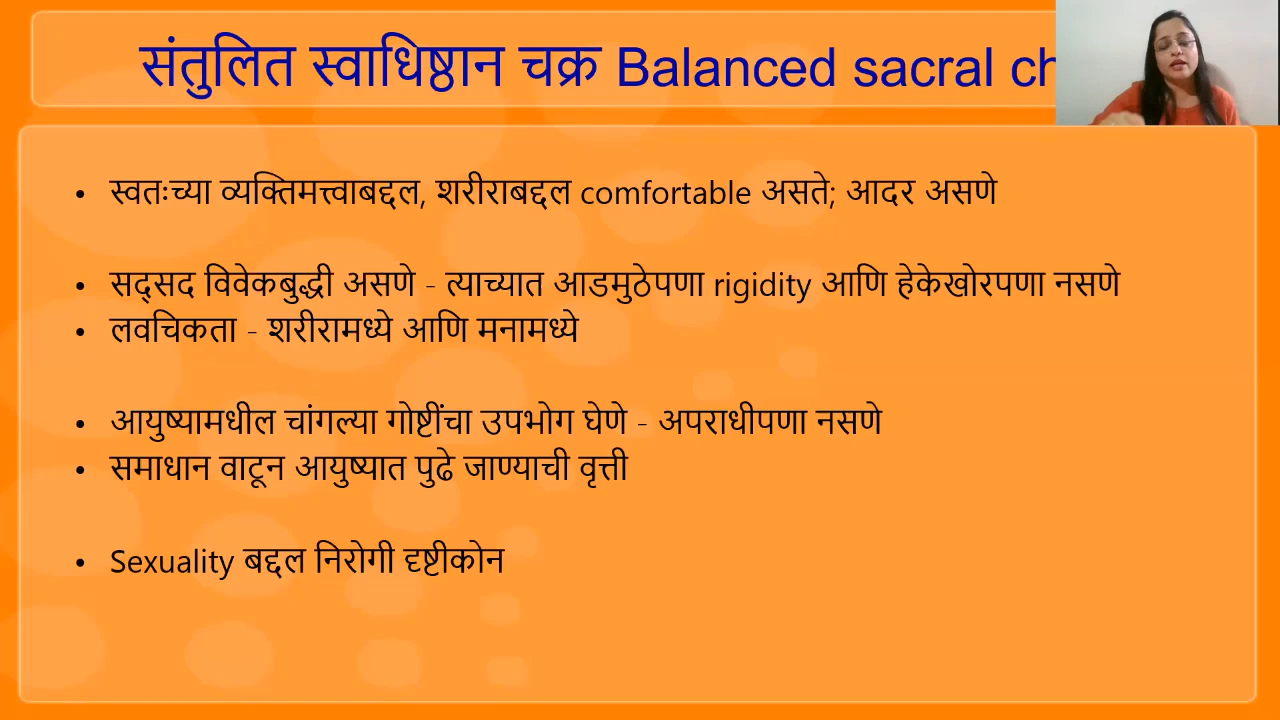 संतुलित स्वाधिष्ठान चक्र Balanced sacral
• स्वतःच्या व्यक्तिमत्त्वाबद्दल, शरीराबद्दल comfortable असते; आदर असणे
• सद्सद विवेकबुद्धी असणे - त्याच्यात आडमुठेपणा rigidity आणि हेकेखोरपणा नसणे
• लवचिकता - शरीरामध्ये आणि मनामध्ये
• आयुष्यामधील चांगल्या गोष्टींचा उपभोग घेणे - अपराधीपणा नसणे
• समाधान वाटून आयुष्यात पुढे जाण्याची वृत्ती
• Sexuality बद्दल निरोगी दृष्टीकोन